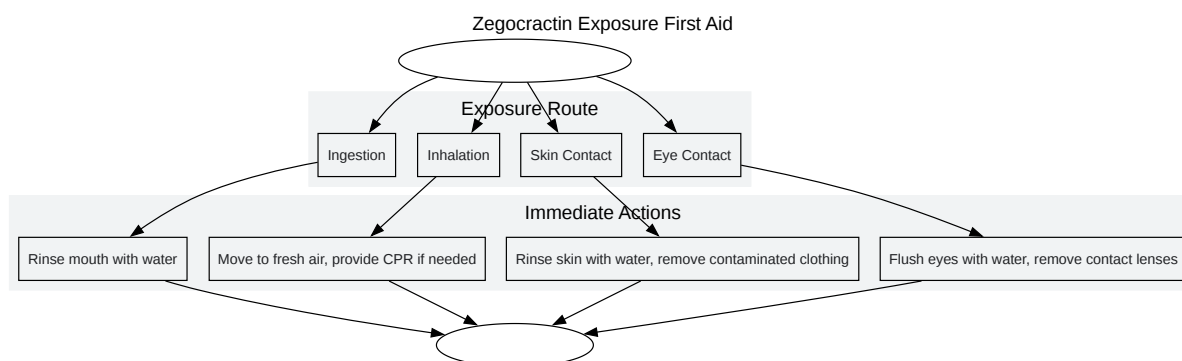 Zegocractin Exposure First Aid
Exposure Route
Ingestion
Inhalation
Skin Contact
Eye Contact
Immediate Actions
Rinse mouth with water
Move to fresh air, provide CPR if needed
Rinse skin with water, remove contaminated clothing
Flush eyes with water, remove contact lenses